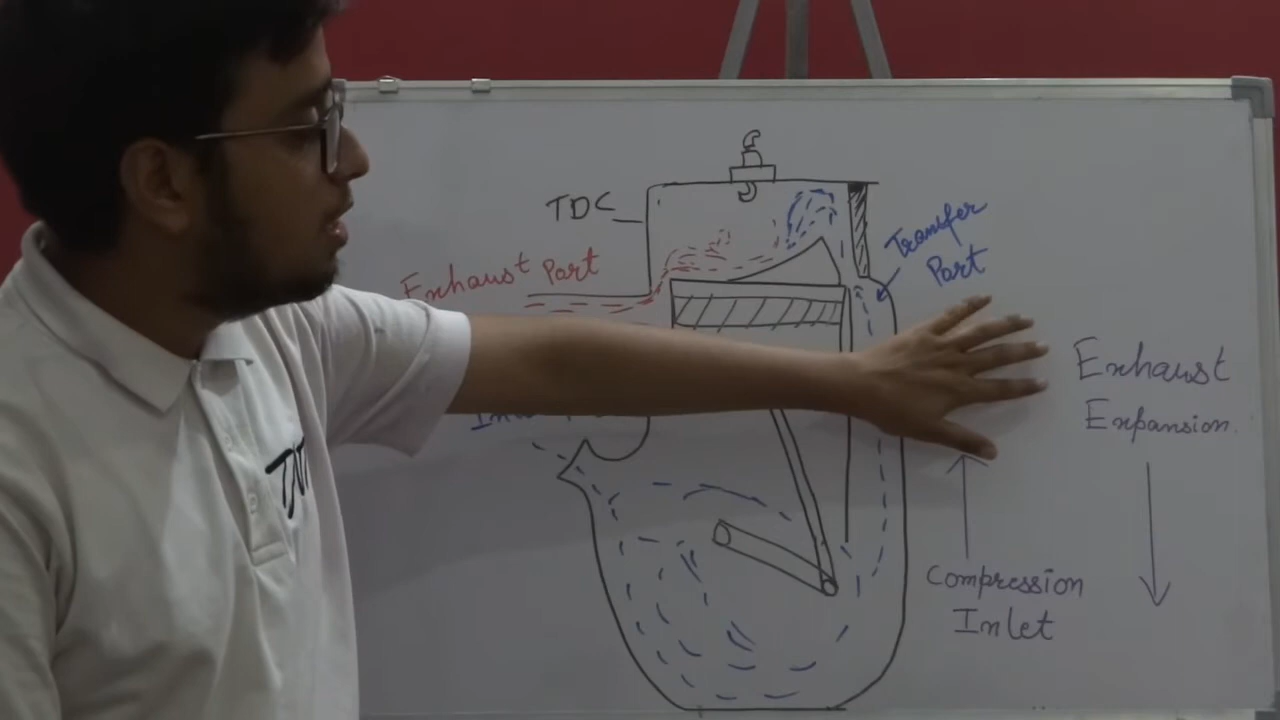 TDC
Exhaust Part
Transfer
Part
Exhaust
Expansion.
Compression
Inlet